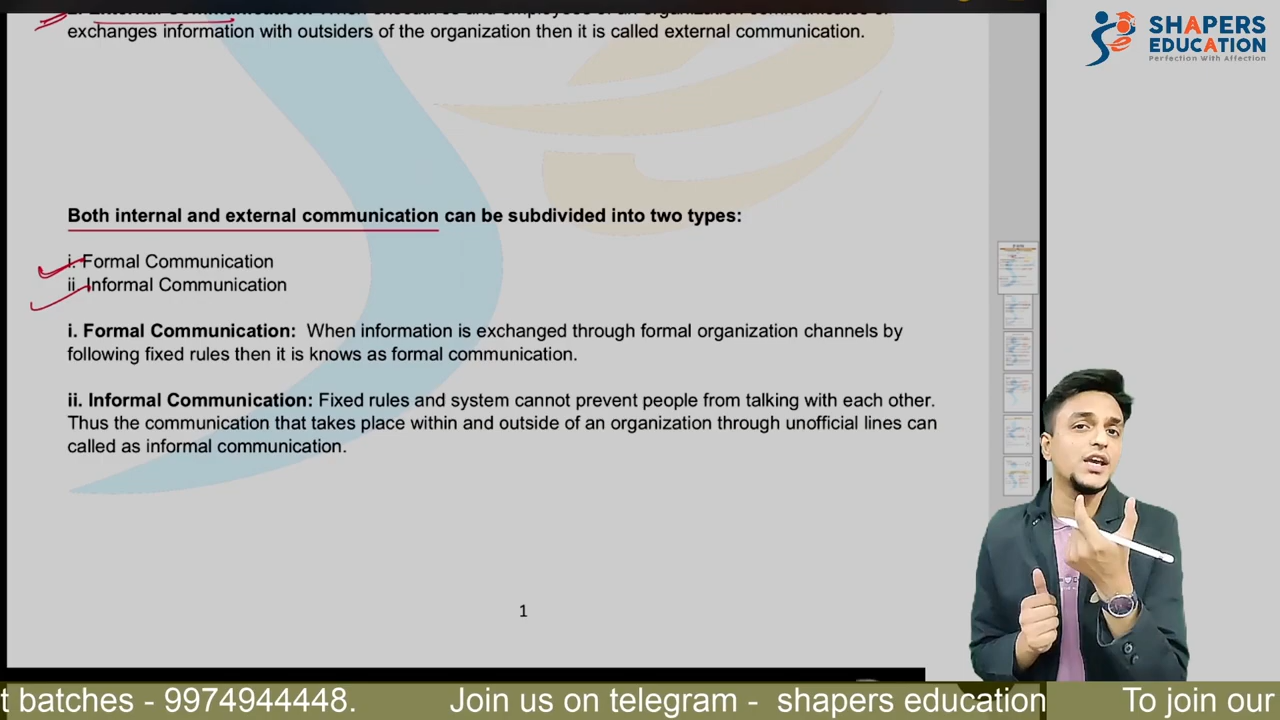 exchanges information with outsiders of the organization then it is called external communication.
SHAPERS
EDUCATION
Perfection With Affection
Both internal and external communication can be subdivided into two types:
i. Formal Communication
ii. Informal Communication
i. Formal Communication: When information is exchanged through formal organization channels by
following fixed rules then it is knows as formal communication.
ii. Informal Communication: Fixed rules and system cannot prevent people from talking with each other.
Thus the communication that takes place within and outside of an organization through unofficial lines can
called as informal communication.
1
t batches - 9974944448. Join us on telegram - shapers education To join our